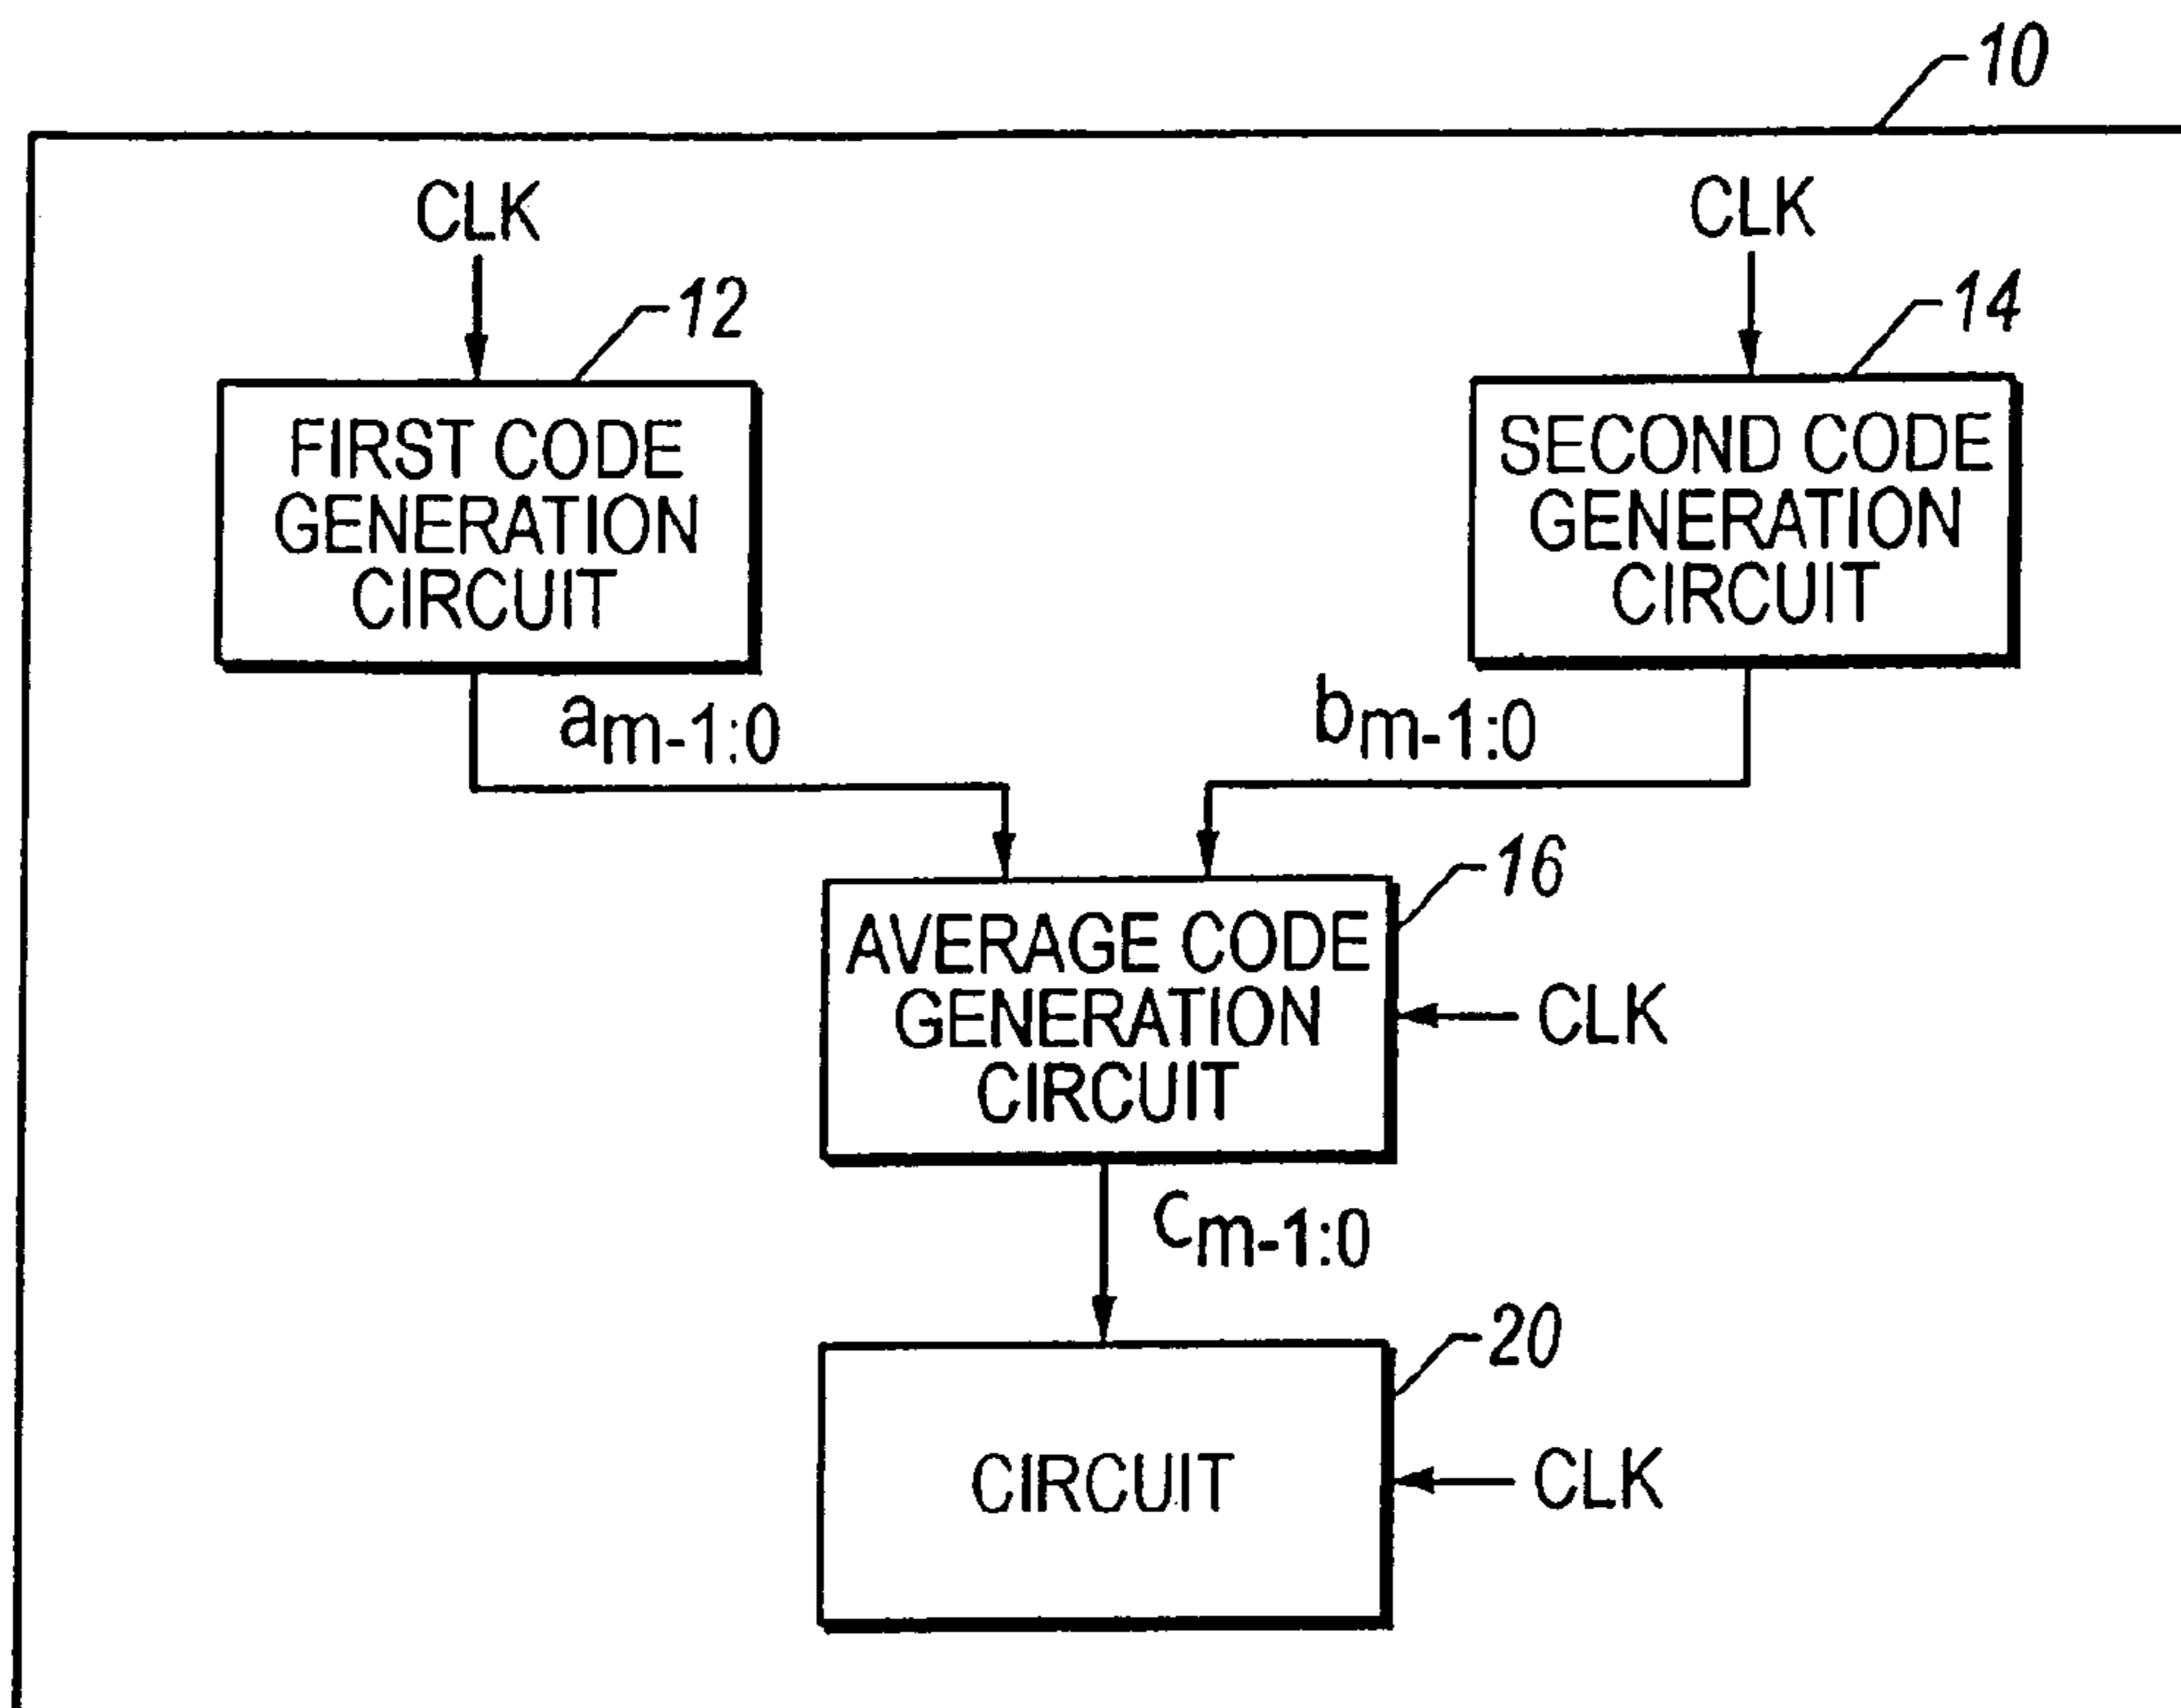 10
CLK
CLK
12
14
FIRST CODE
GENERATION
CIRCUIT
SECOND CODE
GENERATION
CIRCUIT
am-1:0
bm-1:0
16
AVERAGE CODE
GENERATION
CIRCUIT
CLK
cm-1:0
20
CIRCUIT
CLK